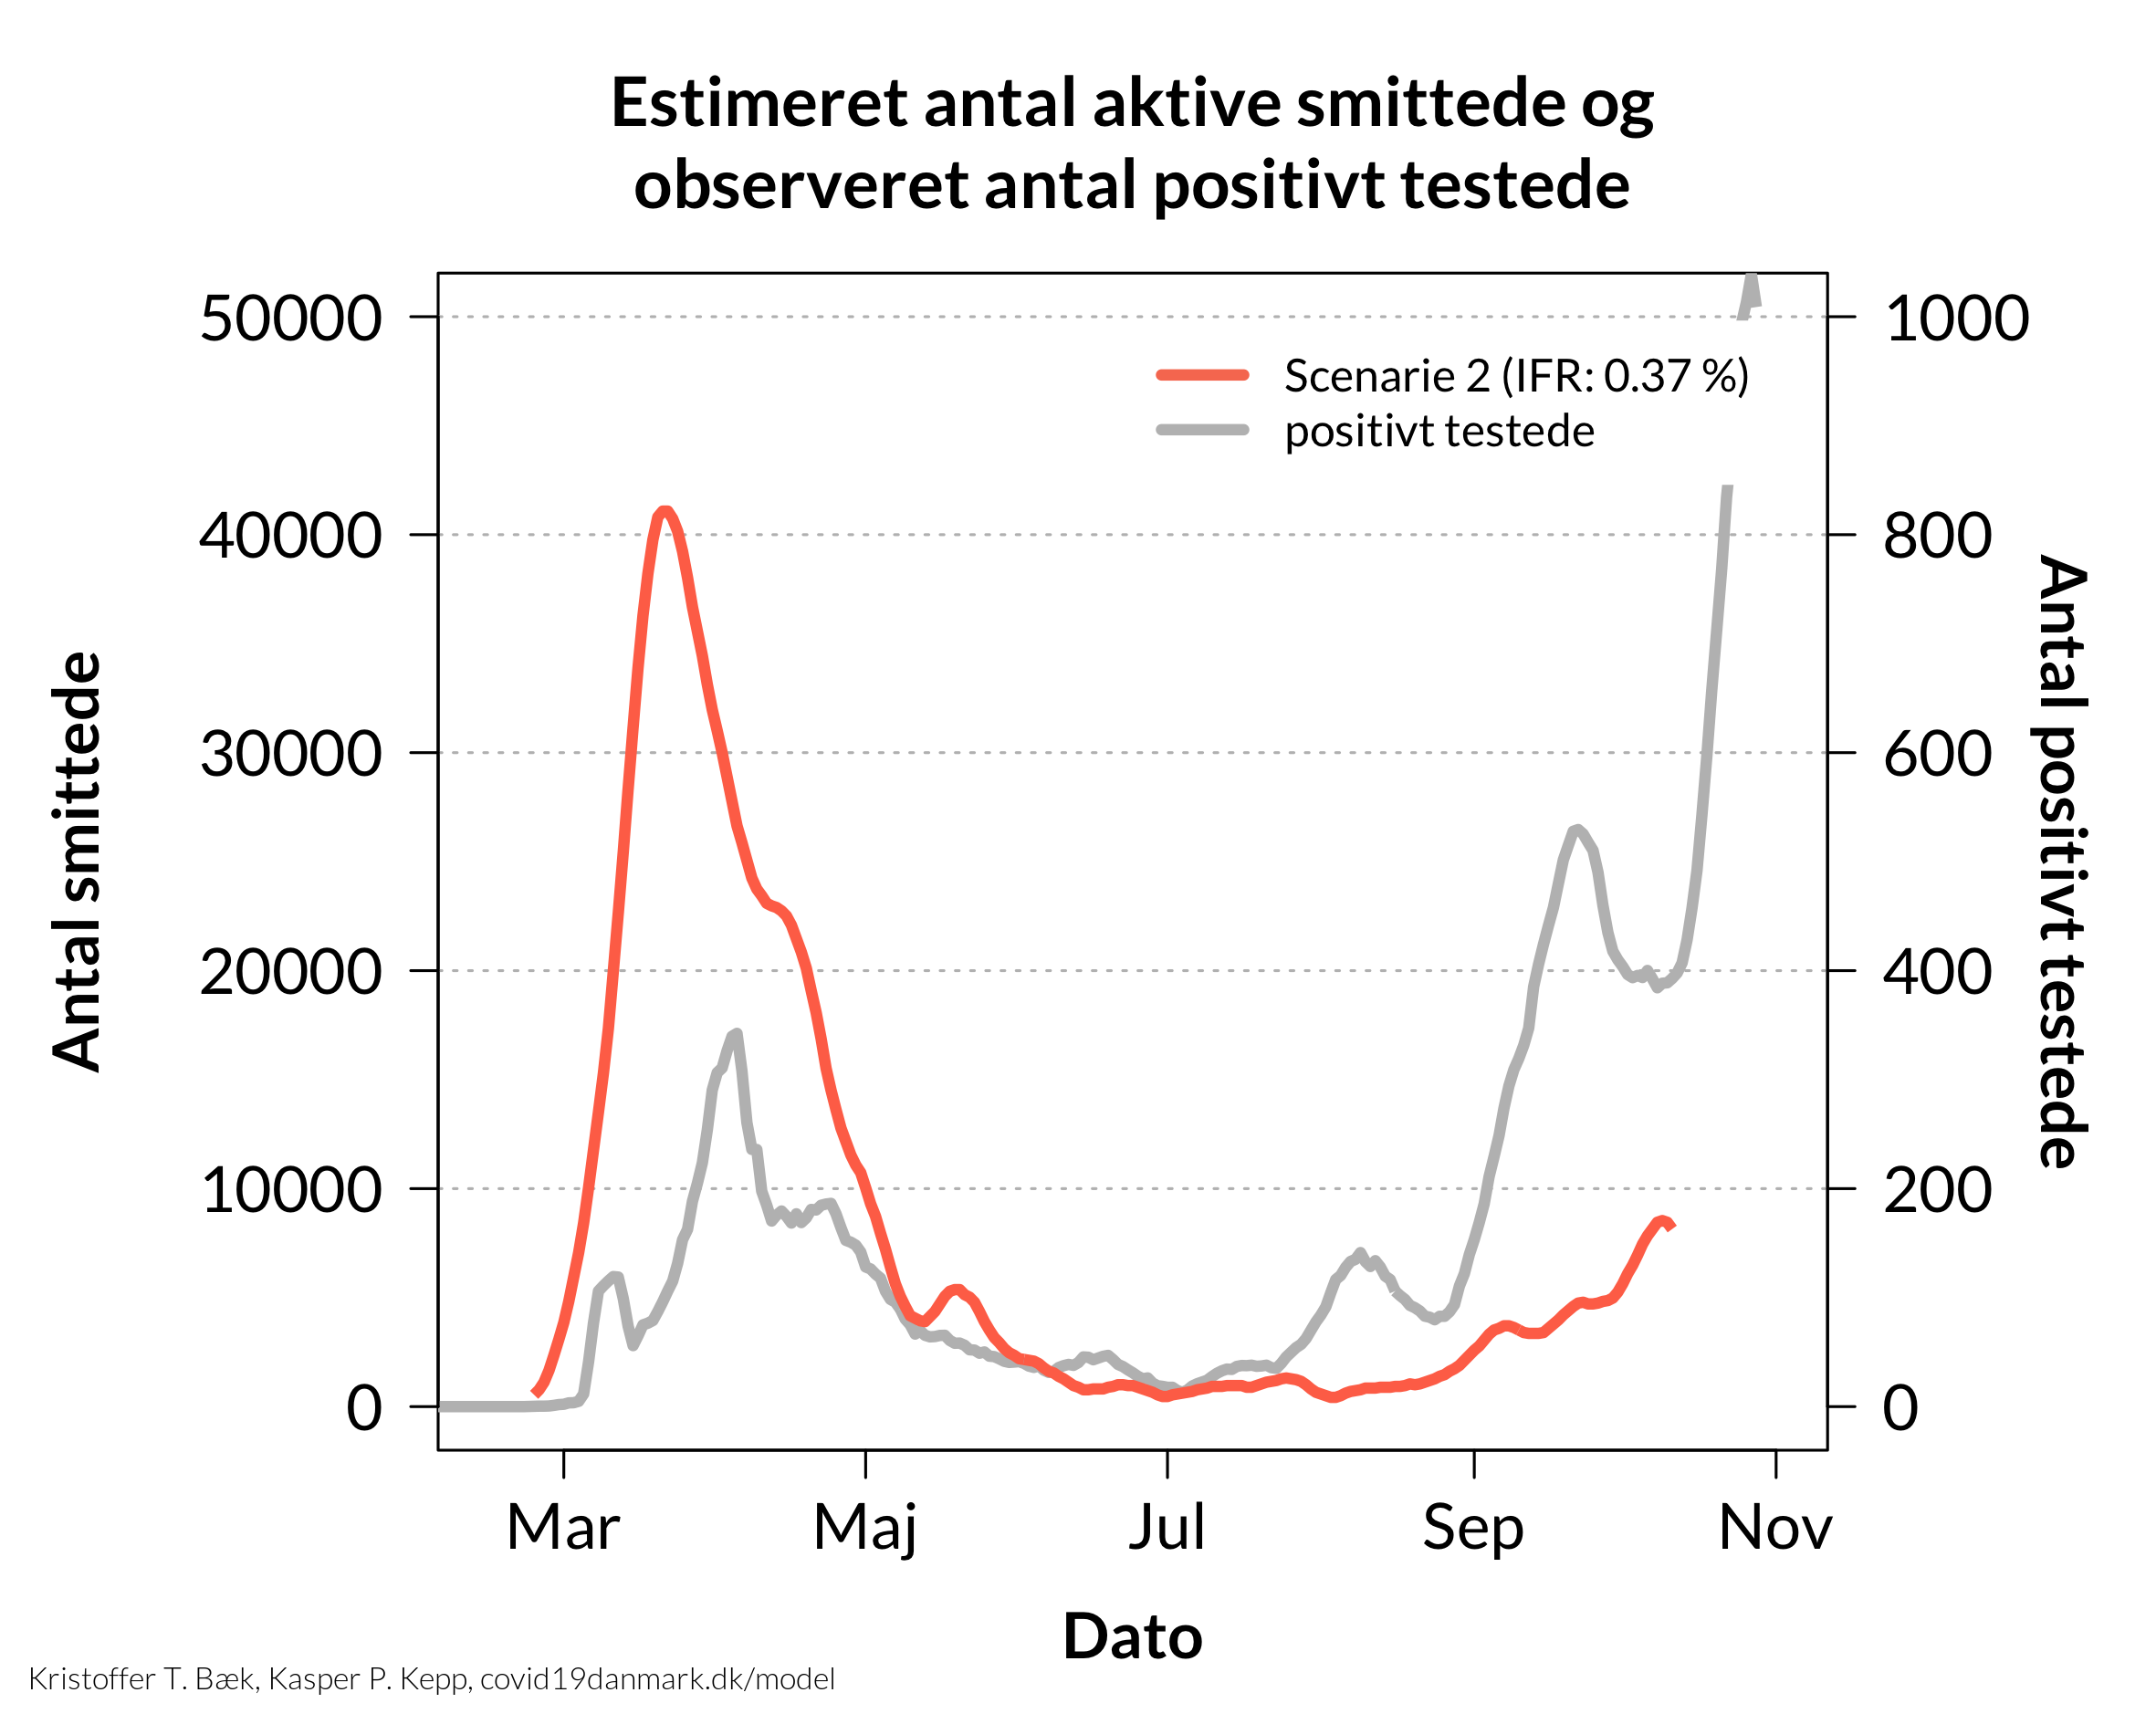 Estimeret antal aktive smittede og
observeret antal positivt testede
50000
40000
30000
20000
10000
0
Antal smittede
1000
800
600
400
200
0
Antal positivt testede
Scenarie 2 (IFR: 0.37 %)
positivt testede
Mar
Maj
Jul
Sep
Nov
Dato
Kristoffer T. Bæk, Kasper P. Kepp, covid19danmark.dk/model